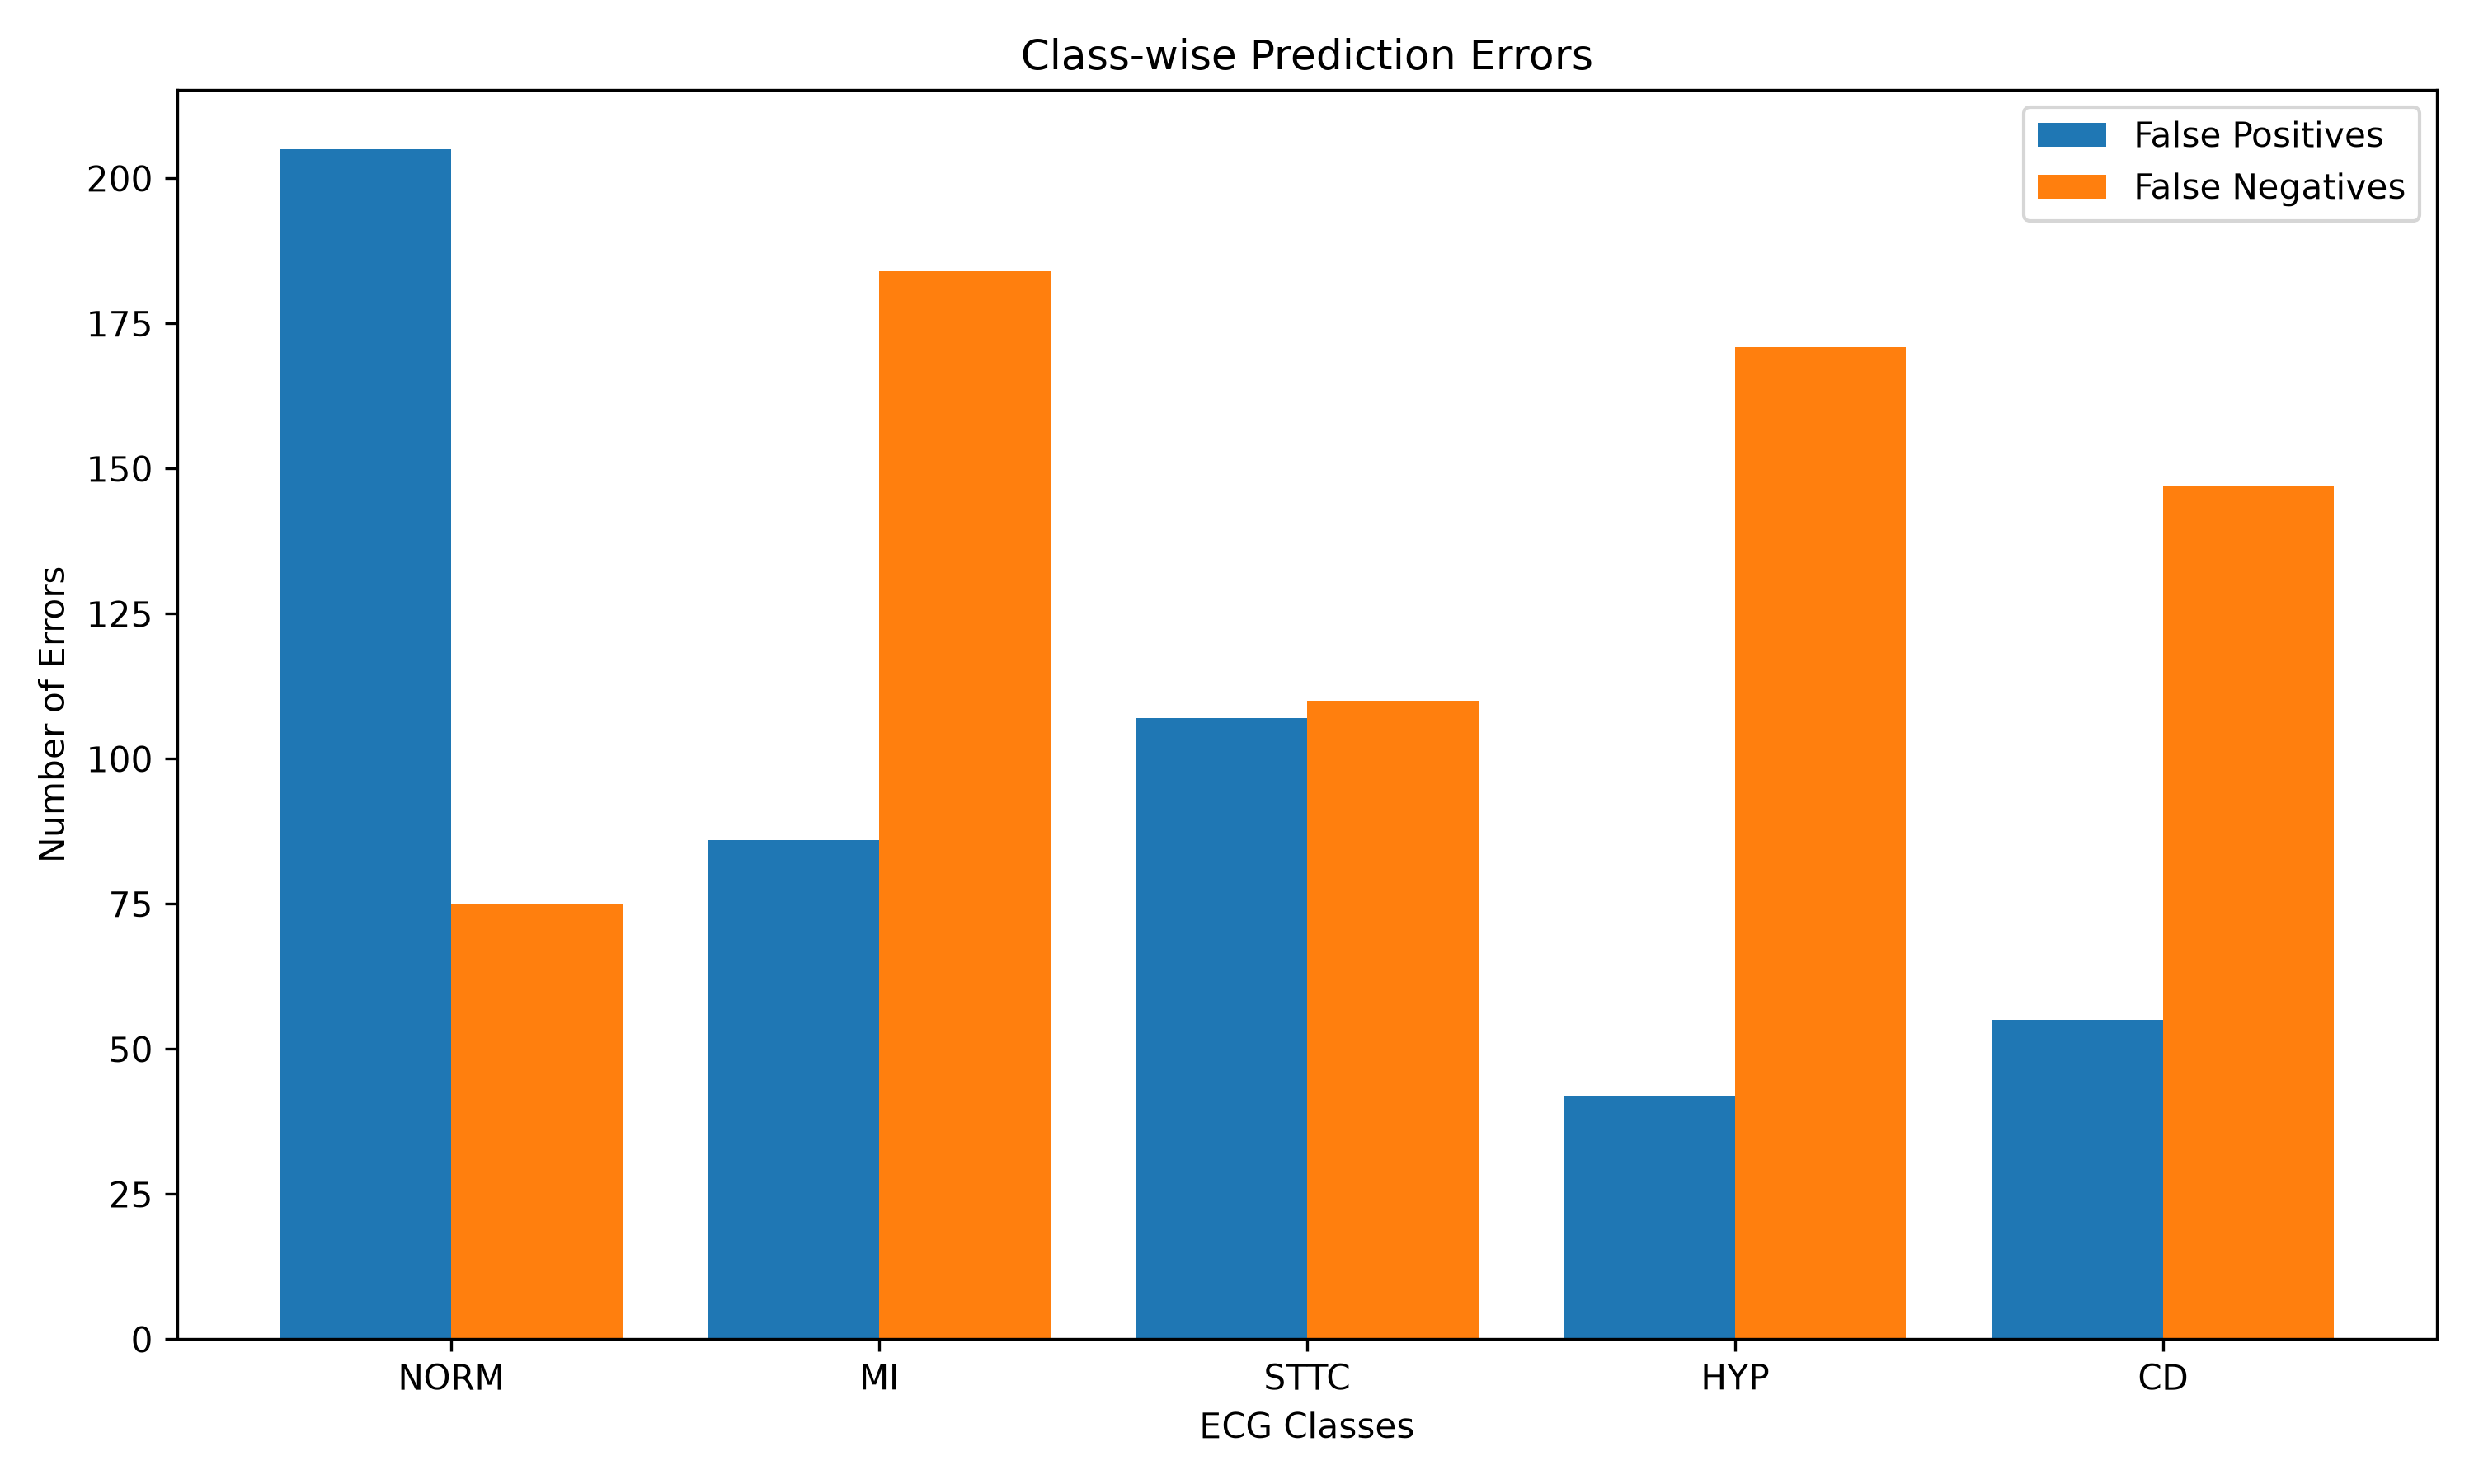 Class-wise Prediction Errors
False Positives
False Negatives
Number of Errors
200
175
150
125
100
75
50
25
0
NORM MI STTC HYP CD
ECG Classes